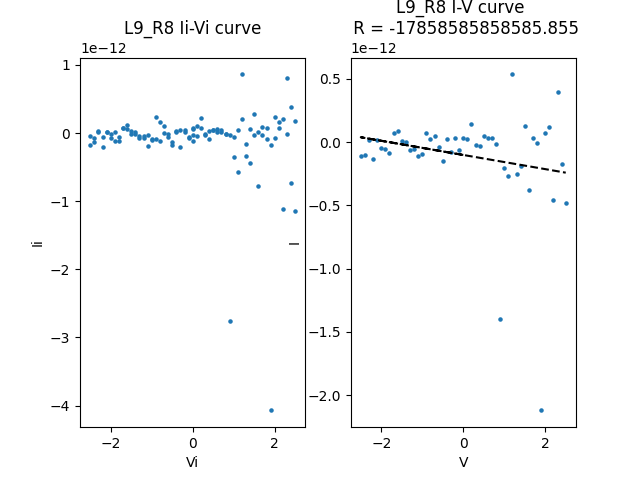 L9_R8 Ii-Vi curve
L9_R8 I-V curve
R = -17858585858585.855
1e−12
1e−12
1
0
−1
−2
−3
−4
Ii
−2
0
2
Vi
0.5
0.0
−0.5
−1.0
−1.5
−2.0
I
−2
0
2
V